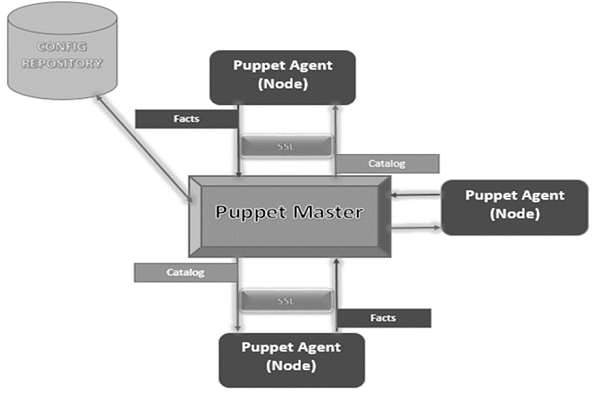 CONFIG
REPOSITORY
Puppet Agent
(Node)
Facts
SSL
Catalog
Puppet Master
Puppet Agent
(Node)
Catalog
SSL
Facts
Puppet Agent
(Node)